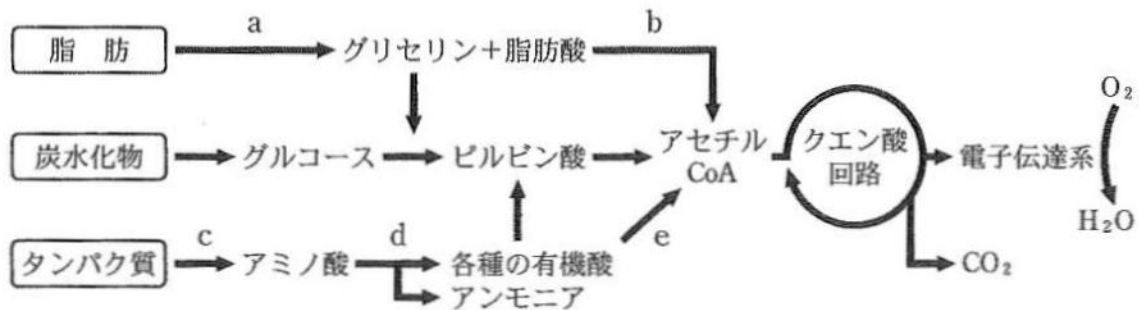 a
b
脂 肪
グリセリン＋脂肪酸
O₂
炭水化物
グルコース
ピルビン酸
アセチル
CoA
クエン酸
回路
電子伝達系
H₂O
c
d
e
タンパク質
アミノ酸
各種の有機酸
アンモニア
CO₂